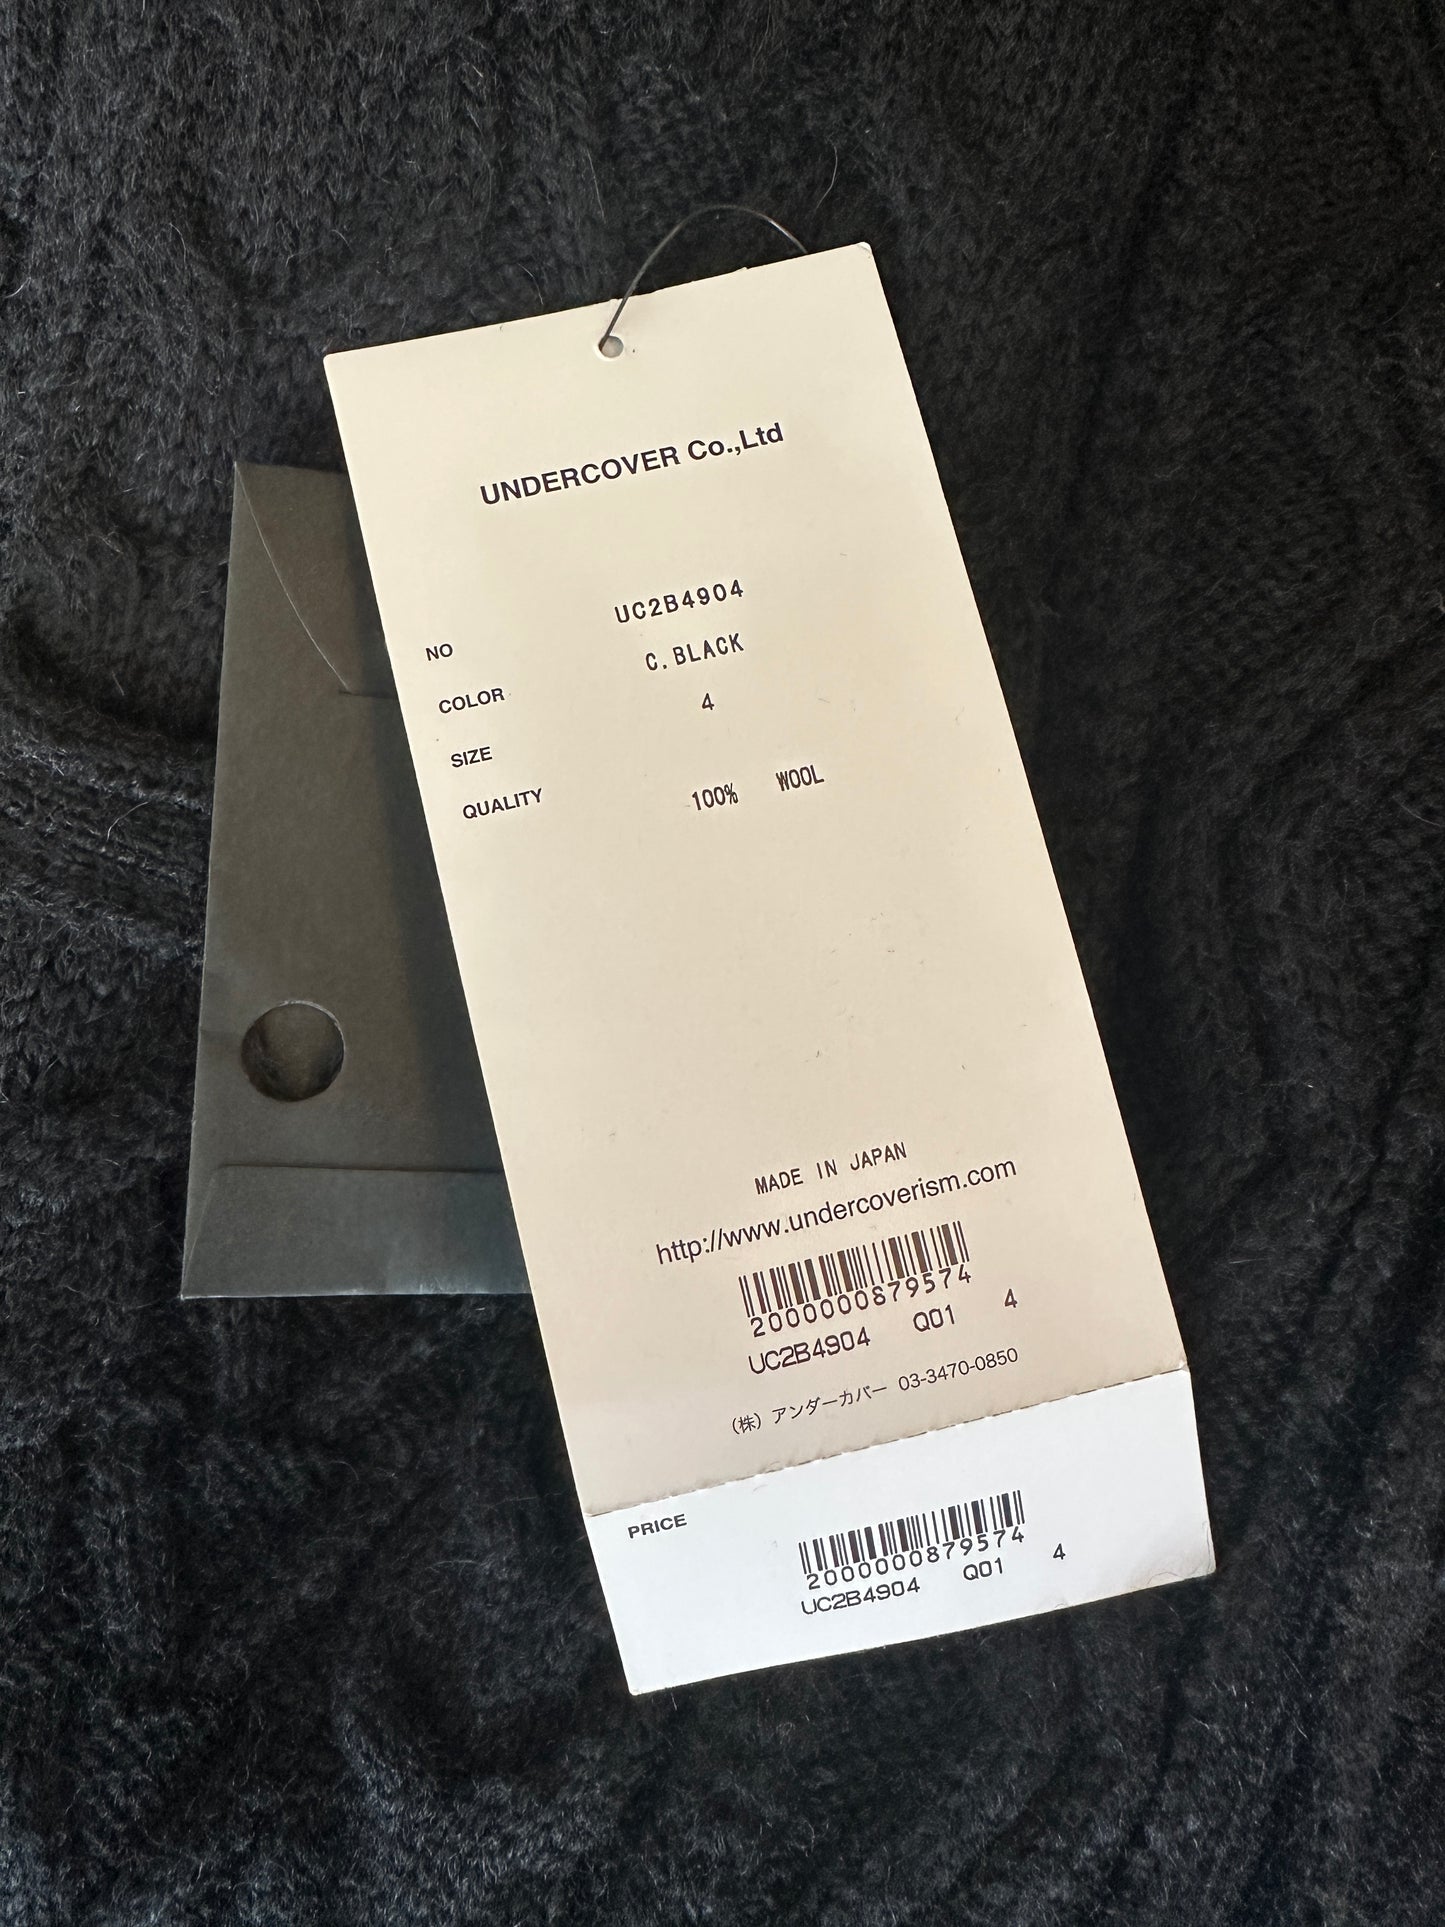 UNDERCOVER Co.,Ltd
NO UC2B4904
COLOR C.BLACK
SIZE 4
QUALITY 100% WOOL
MADE IN JAPAN
http://www.undercoverism.com
2000000879574
UC2B4904 Q01 4
(株) アンダーカバー 03-3470-0850
PRICE
2000000879574
UC2B4904 Q01 4